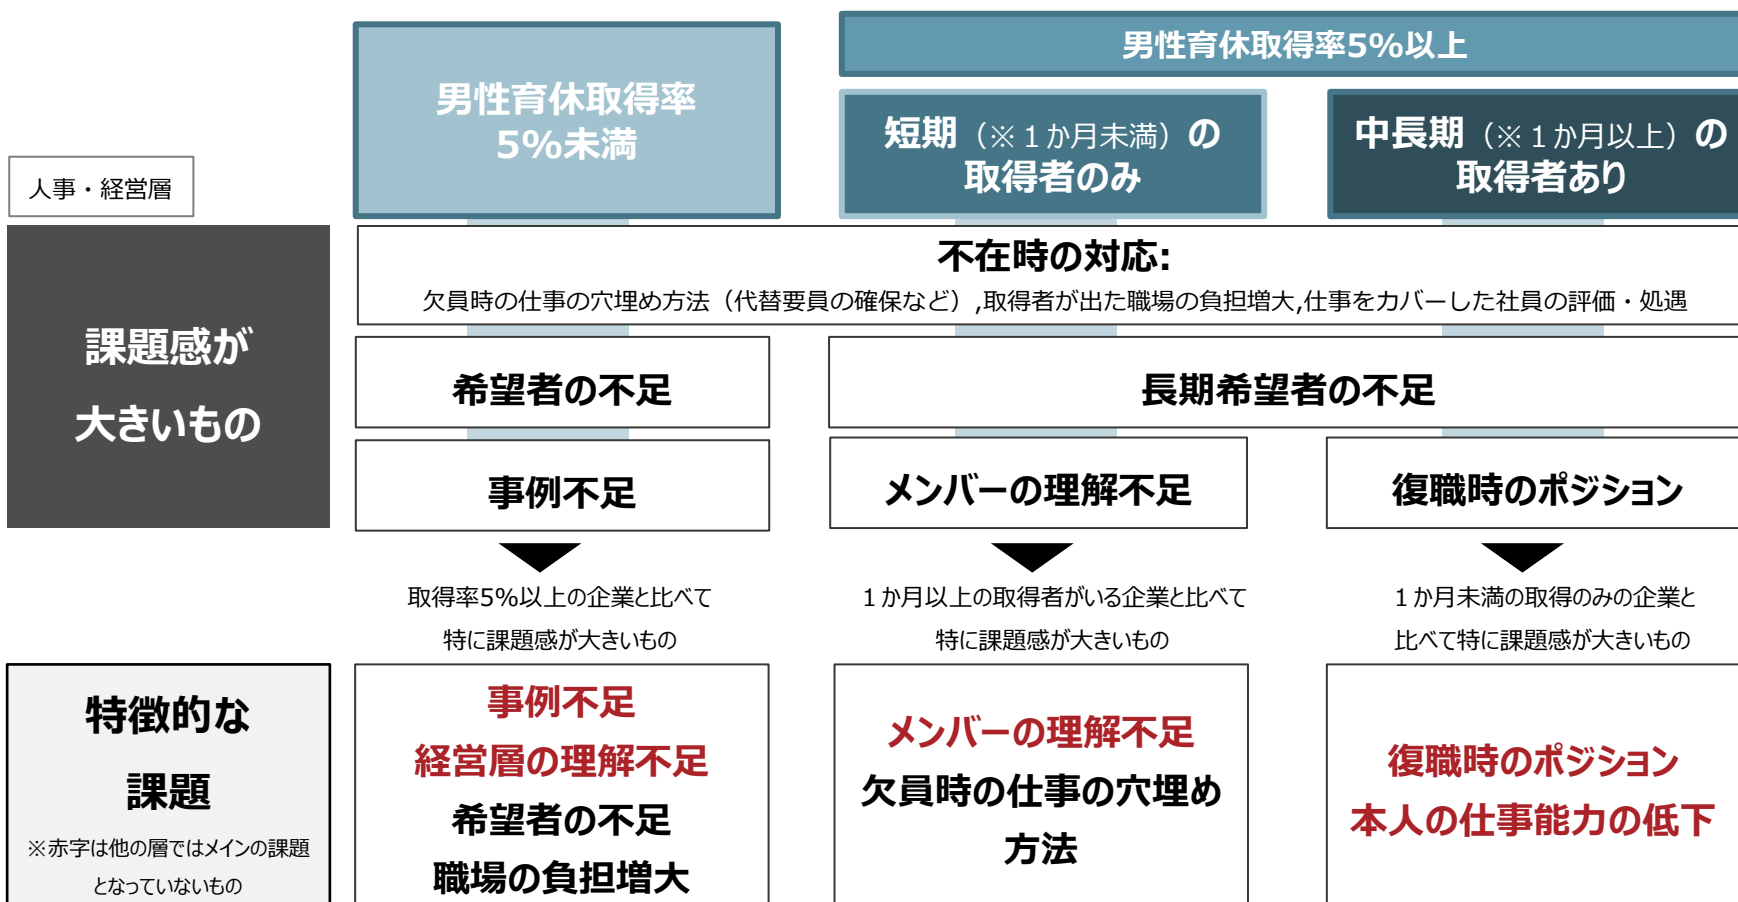 男性育休取得率
5%未満
男性育休取得率5%以上
短期（※１か月未満）の
取得者のみ
中長期（※１か月以上）の
取得者あり
人事・経営層
課題感が
大きいもの
不在時の対応:
欠員時の仕事の穴埋め方法（代替要員の確保など）,取得者が出た職場の負担増大,仕事をカバーした社員の評価・処遇
希望者の不足
長期希望者の不足
事例不足
メンバーの理解不足
復職時のポジション
取得率5%以上の企業と比べて
特に課題感が大きいもの
１か月以上の取得者がいる企業と比べて
特に課題感が大きいもの
１か月未満の取得のみの企業と
比べて特に課題感が大きいもの
特徴的な
課題
※赤字は他の層ではメインの課題
となっていないもの
事例不足
経営層の理解不足
希望者の不足
職場の負担増大
メンバーの理解不足
欠員時の仕事の穴埋め
方法
復職時のポジション
本人の仕事能力の低下